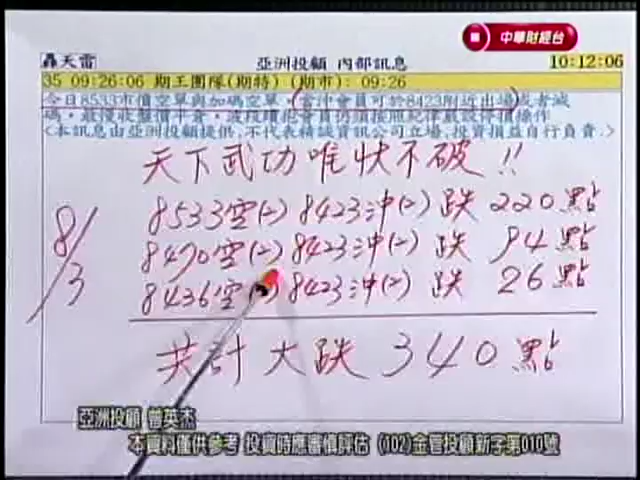 中華財經台
轟天雷 亞洲投顧 內部訊息 10:12:06
35 09:26:06 期王團隊(期特) (期市): 09:26
今日8533市價空單與加碼空單,(當沖會員可於8423附近出場)或者減
碼,最慢收盤價平倉,波段續抱會員仍須按照紀律嚴設停損操作
<本訊息由亞洲投顧提供,不代表精誠資訊公司立場,投資損益自行負責.>
天下武功唯快不破!!
8/3
8533空(-) 8423沖(-) 跌 220點
8470空(=) 8423沖(-) 跌 94點
8436空 8423沖(=) 跌 26點
共計大跌 340點
亞洲投顧 曾英杰
本資料僅供參考 投資時應審慎評估 (102)金管投顧新字第010號